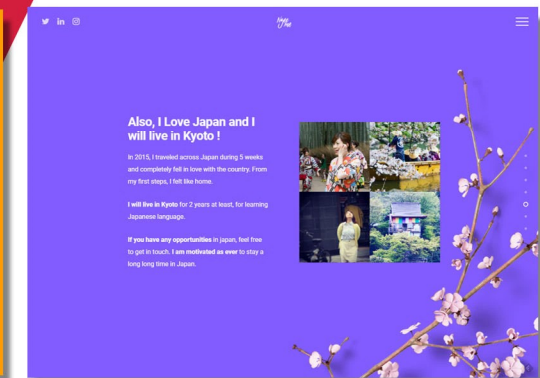 Also, I Love Japan and I
will live in Kyoto !
In 2015, I traveled across Japan during 5 weeks
and completely fell in love with the country. From
my first steps, I felt like home.
I will live in Kyoto for 2 years at least, for learning
Japanese language.
If you have any opportunities in japan, feel free
to get in touch. I am motivated as ever to stay a
long long time in Japan.